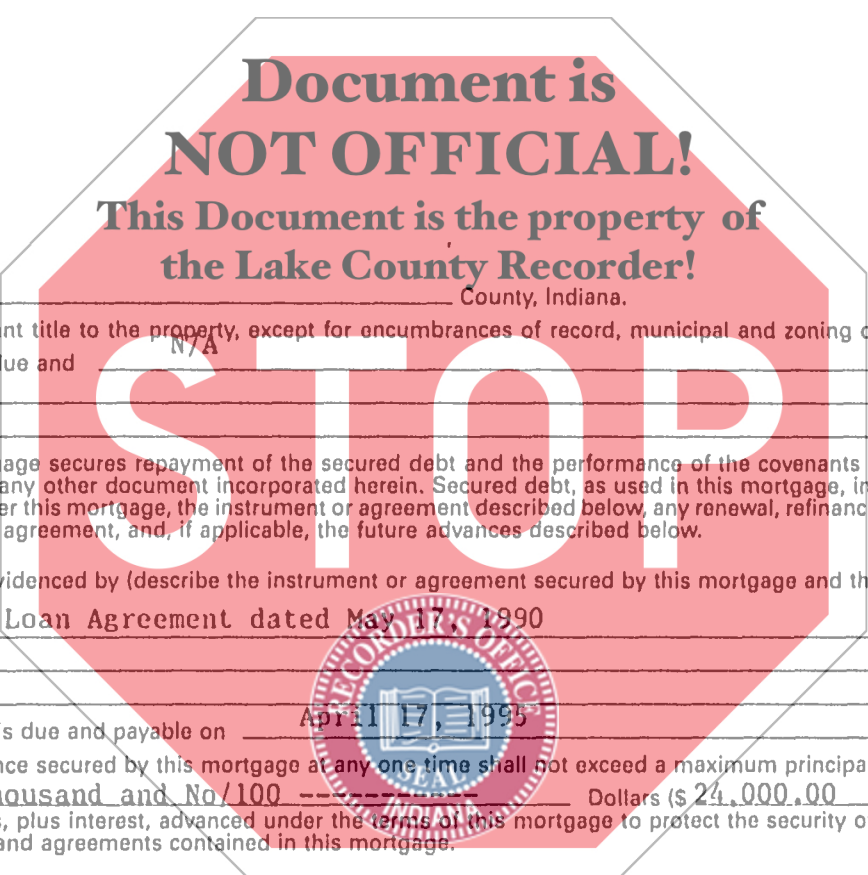 Document is
NOT OFFICIAL!
This Document is the property of
the Lake County Recorder!
County, Indiana.
nt title to the property, except for encumbrances of record, municipal and zoning
N/A
lue and
STOP
age secures repayment of the secured debt and the performance of the covenants
any other document incorporated herein. Secured debt, as used in this mortgage, in
er this mortgage, the instrument or agreement described below, any renewal, refinanc
agreement, and, if applicable, the future advances described below.
videnced by (describe the instrument or agreement secured by this mortgage and th
Loan Agreement dated May 17, 1990
RECORDER'S OFFICE
SEAL
INDIANA
April 17, 1995
s due and payable on
nce secured by this mortgage at any one time shall not exceed a maximum principa
ousand and No/100 ------------ Dollars ($ 24,000.00
s, plus interest, advanced under the terms of this mortgage to protect the security o
and agreements contained in this mortgage.